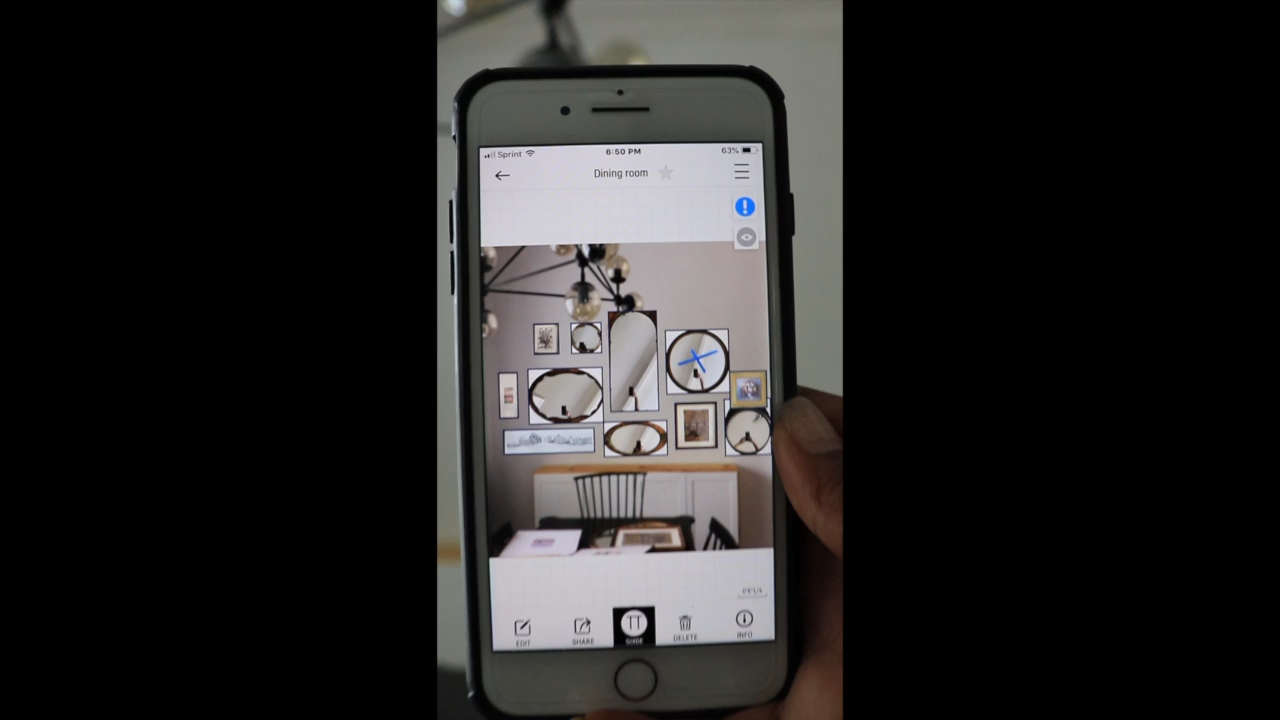 Sprint
6:50 PM
63%
Dining room
EDIT
SHARE
GUIDE
DELETE
INFO